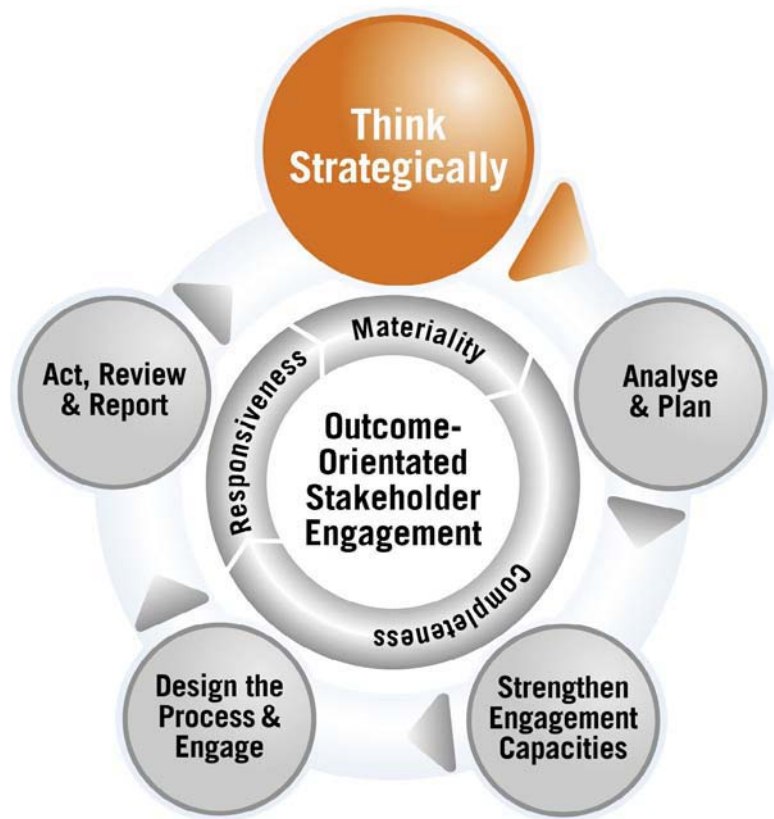 Think
Strategically
Act, Review
& Report
Analyse
& Plan
Materiality
Responsiveness
Completeness
Outcome-
Orientated
Stakeholder
Engagement
Design the
Process &
Engage
Strengthen
Engagement
Capacities